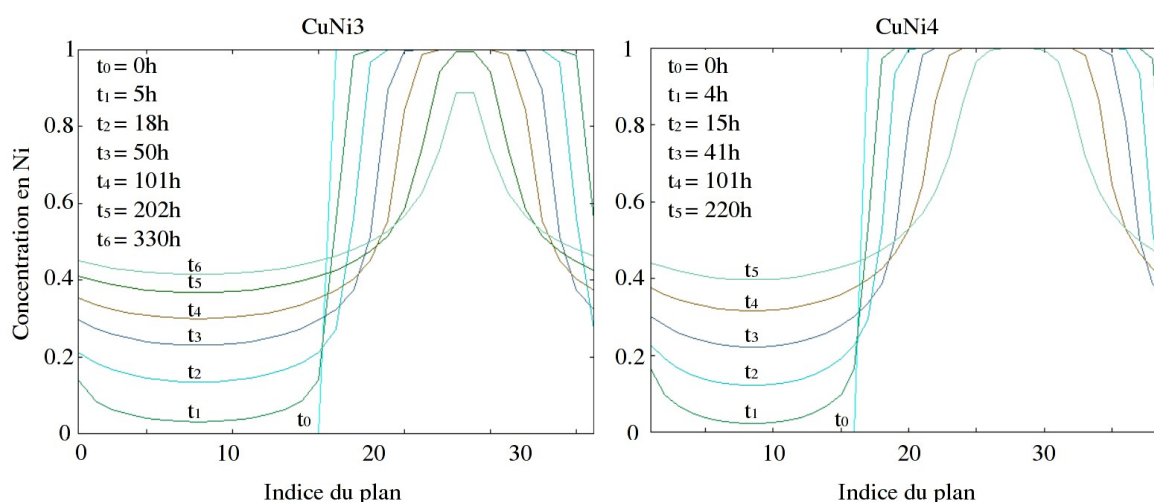 CuNi3
CuNi4
Concentration en Ni
1
0.8
0.6
0.4
0.2
0
t0 = 0h
t1 = 5h
t2 = 18h
t3 = 50h
t4 = 101h
t5 = 202h
t6 = 330h
t6
t5
t4
t3
t2
t1
t0
0
10
20
30
Indice du plan
1
0.8
0.6
0.4
0.2
0
t0 = 0h
t1 = 4h
t2 = 15h
t3 = 41h
t4 = 101h
t5 = 220h
t5
t4
t3
t2
t1
t0
10
20
30
Indice du plan